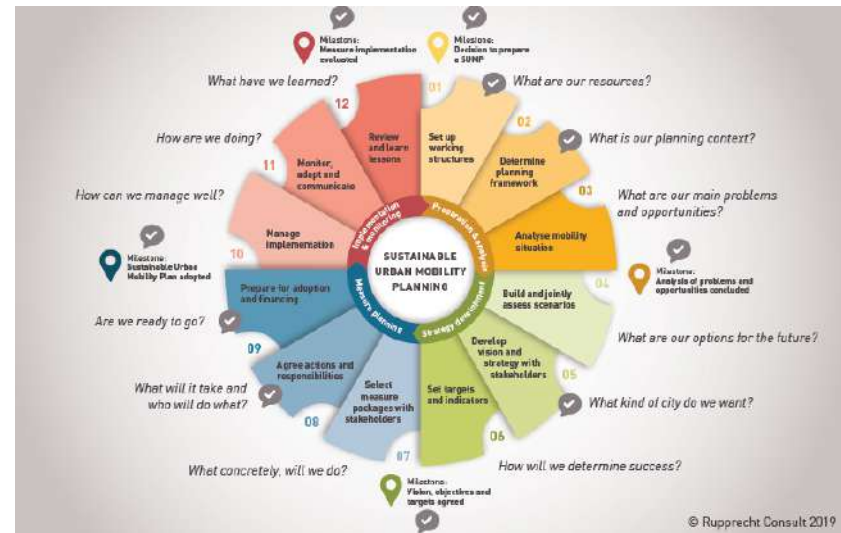 Milestone:
Measure implementation
evaluated
Milestone:
Decision to prepare
a SUMP
What have we learned?
What are our resources?
12
01
Review
and learn
lessons
Set up
working
structures
How are we doing?
02
What is our planning context?
11
Monitor,
adapt and
communicate
Determine
planning
framework
How can we manage well?
03
What are our main problems
and opportunities?
10
Manage
implementation
Analyse mobility
situation
Implementation
& monitoring
Preparation & analysis
SUSTAINABLE
URBAN MOBILITY
PLANNING
Measure planning
Strategy development
Milestone:
Sustainable Urban
Mobility Plan adopted
Milestone:
Analysis of problems and
opportunities concluded
Prepare for adoption
and financing
04
Build and jointly
assess scenarios
Are we ready to go?
What are our options for the future?
09
Agree actions and
responsibilities
Develop
vision and
strategy with
stakeholders
05
What will it take and
who will do what?
What kind of city do we want?
08
Select
measure
packages with
stakeholders
Set targets
and indicators
06
07
What concretely, will we do?
How will we determine success?
Milestone:
Vision, objectives and
targets agreed
© Rupprecht Consult 2019